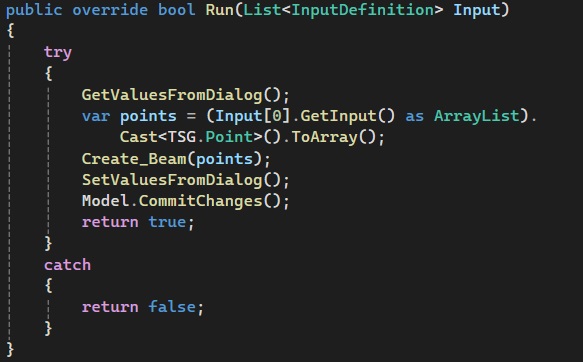 public override bool Run(List<InputDefinition> Input)
{
try
{
GetValuesFromDialog();
var points = (Input[0].GetInput() as ArrayList).
Cast<TSG.Point>().ToArray();
Create_Beam(points);
SetValuesFromDialog();
Model.CommitChanges();
return true;
}
catch
{
return false;
}
}